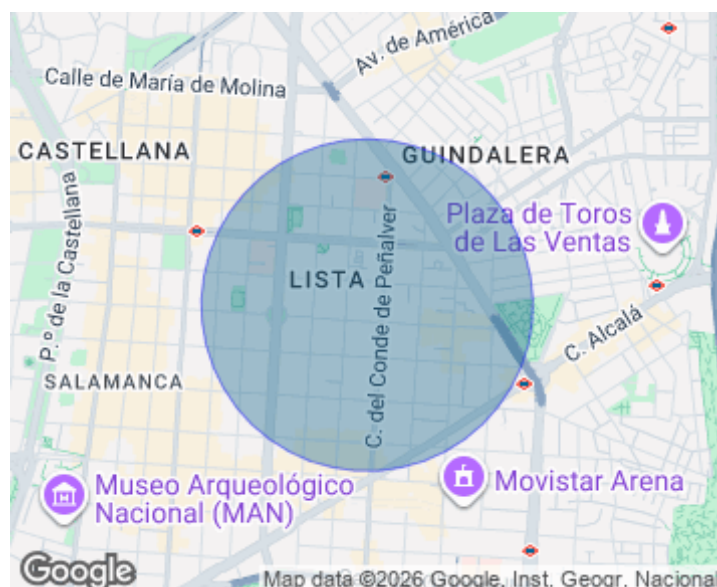 Av. de América
Calle de María de Molina
CASTELLANA
GUINDALERA
Plaza de Toros
de Las Ventas
P.º de la Castellana
LISTA
C. del Conde de Peñalver
C. Alcalá
SALAMANCA
Museo Arqueológico
Nacional (MAN)
Movistar Arena
Google
Map data ©2026 Google, Inst. Geogr. Nacional